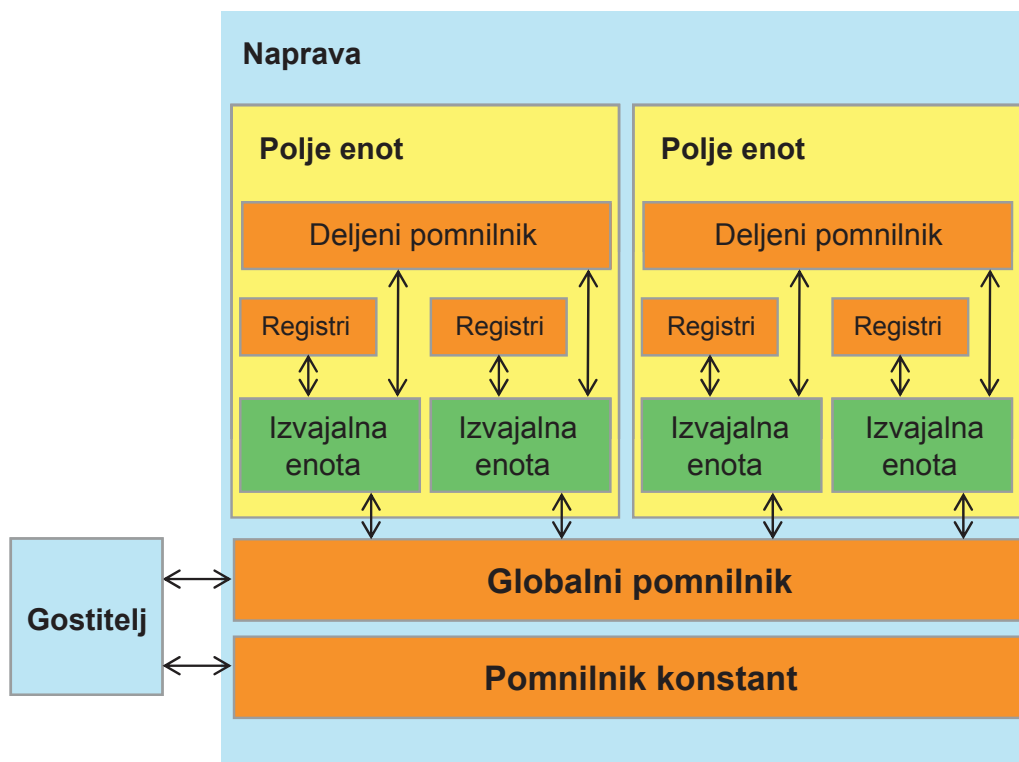 Naprava
Polje enot
Deljeni pomnilnik
Registri
Registri
Izvajalna
enota
Izvajalna
enota
Polje enot
Deljeni pomnilnik
Registri
Registri
Izvajalna
enota
Izvajalna
enota
Gostitelj
Globalni pomnilnik
Pomnilnik konstant